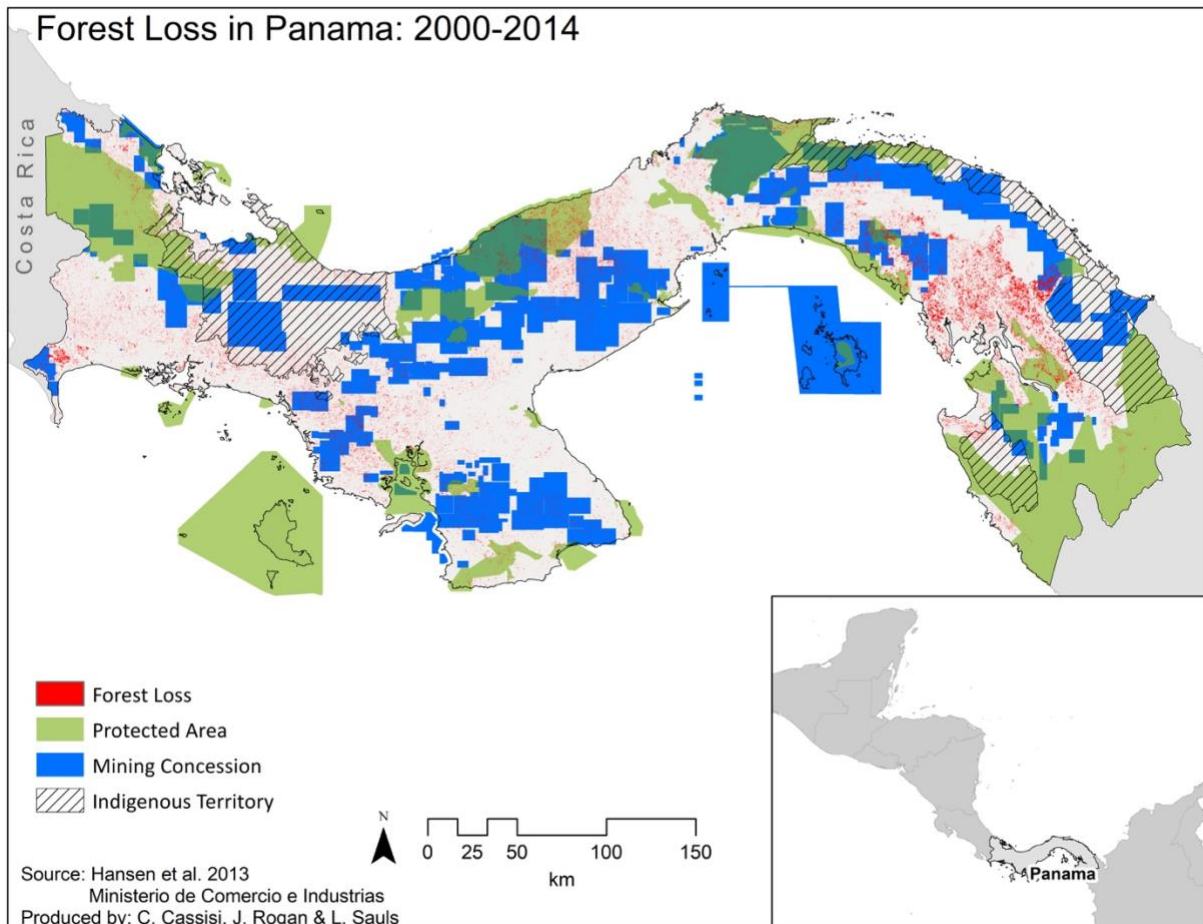 Forest Loss in Panama: 2000-2014
Costa Rica
Forest Loss
Protected Area
Mining Concession
Indigenous Territory
N
0 25 50 100 150
km
Source: Hansen et al. 2013
Ministerio de Comercio e Industrias
Produced by: C. Cassisi, J. Rogan & L. Sauls
Panama